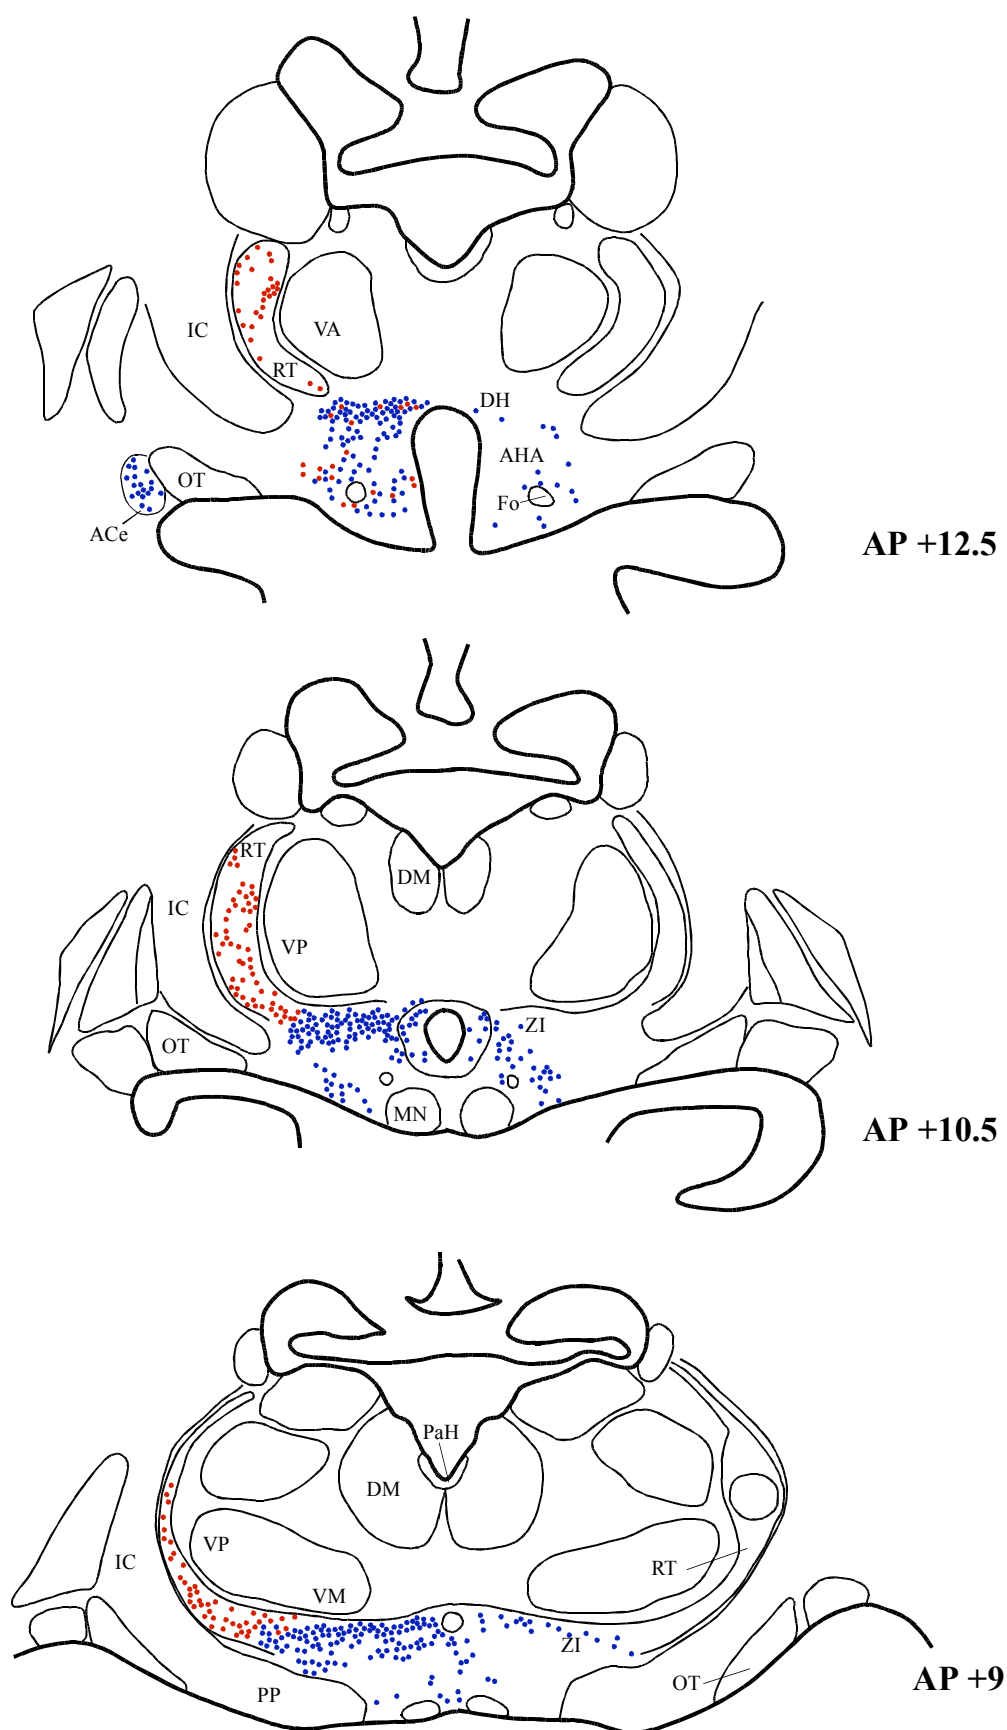 IC
VA
RT
DH
AHA
OT
Fo
ACe
AP +12.5
RT
DM
IC
VP
ZI
OT
MN
AP +10.5
PaH
DM
VP
IC
RT
VM
ZI
OT
PP
AP +9